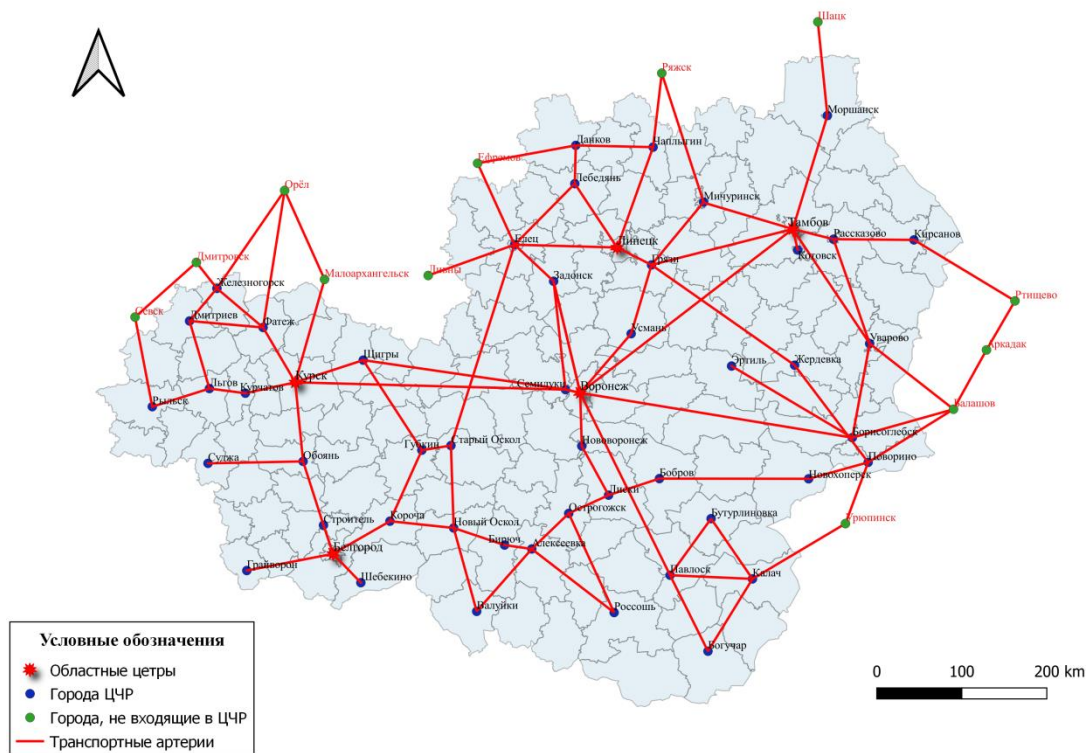 Шацк
Ряжск
Моршанск
Данков
Чаплыгин
Ефремов
Лебедянь
Орёл
Мичуринск
Тамбов
Рассказово
Кирсанов
Елец
Липецк
Котовск
Дмитровск
Грязи
Ливны
Малоархангельск
Задонск
Железногорск
Ртищево
Севск
Дмитриев
Фатеж
Усмань
Уварово
Аркадак
Щигры
Эртиль
Жердевка
Курск
Льгов
Курчатов
Семилуки
Воронеж
Рыльск
Балашов
Борисоглебск
Губкин
Старый Оскол
Нововоронеж
Поворино
Суджа
Обоянь
Бобров
Новохоперск
Лиски
Острогожск
Строитель
Короча
Новый Оскол
Бутурлиновка
Урюпинск
Бирюч
Алексеевка
Белгород
Грайворон
Шебекино
Павлоск
Калач
Валуйки
Россошь
Богучар
Условные обозначения
Областные цетры
Города ЦЧР
Города, не входящие в ЦЧР
Транспортные артерии
0 100 200 km